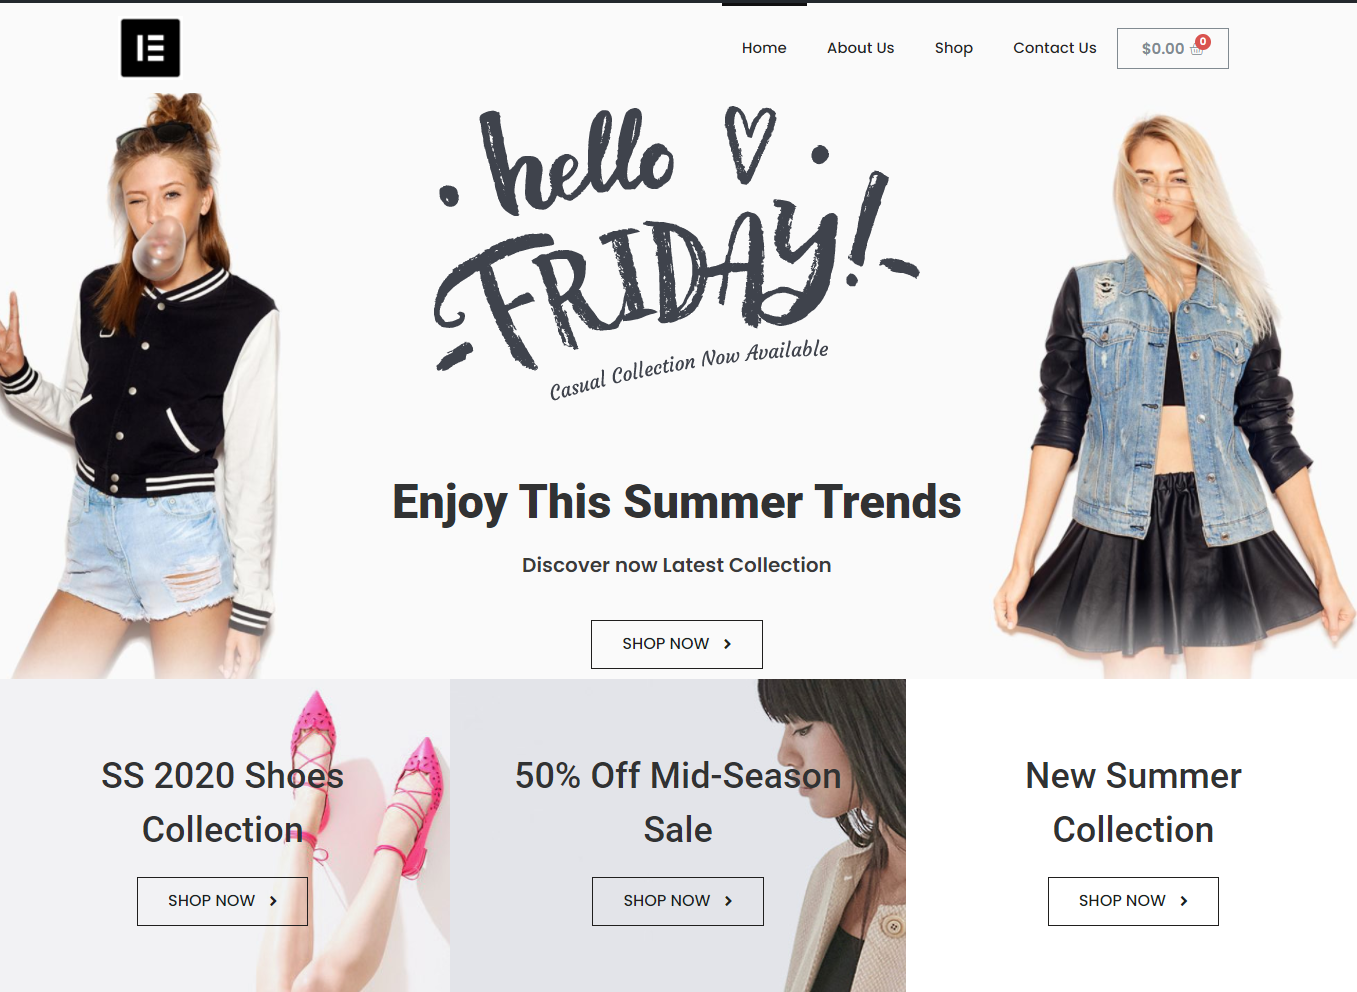 Home About Us Shop Contact Us $0.00 0
hello
FRIDAY!
Casual Collection Now Available
Enjoy This Summer Trends
Discover now Latest Collection
SHOP NOW
SS 2020 Shoes
Collection
SHOP NOW
50% Off Mid-Season
Sale
SHOP NOW
New Summer
Collection
SHOP NOW